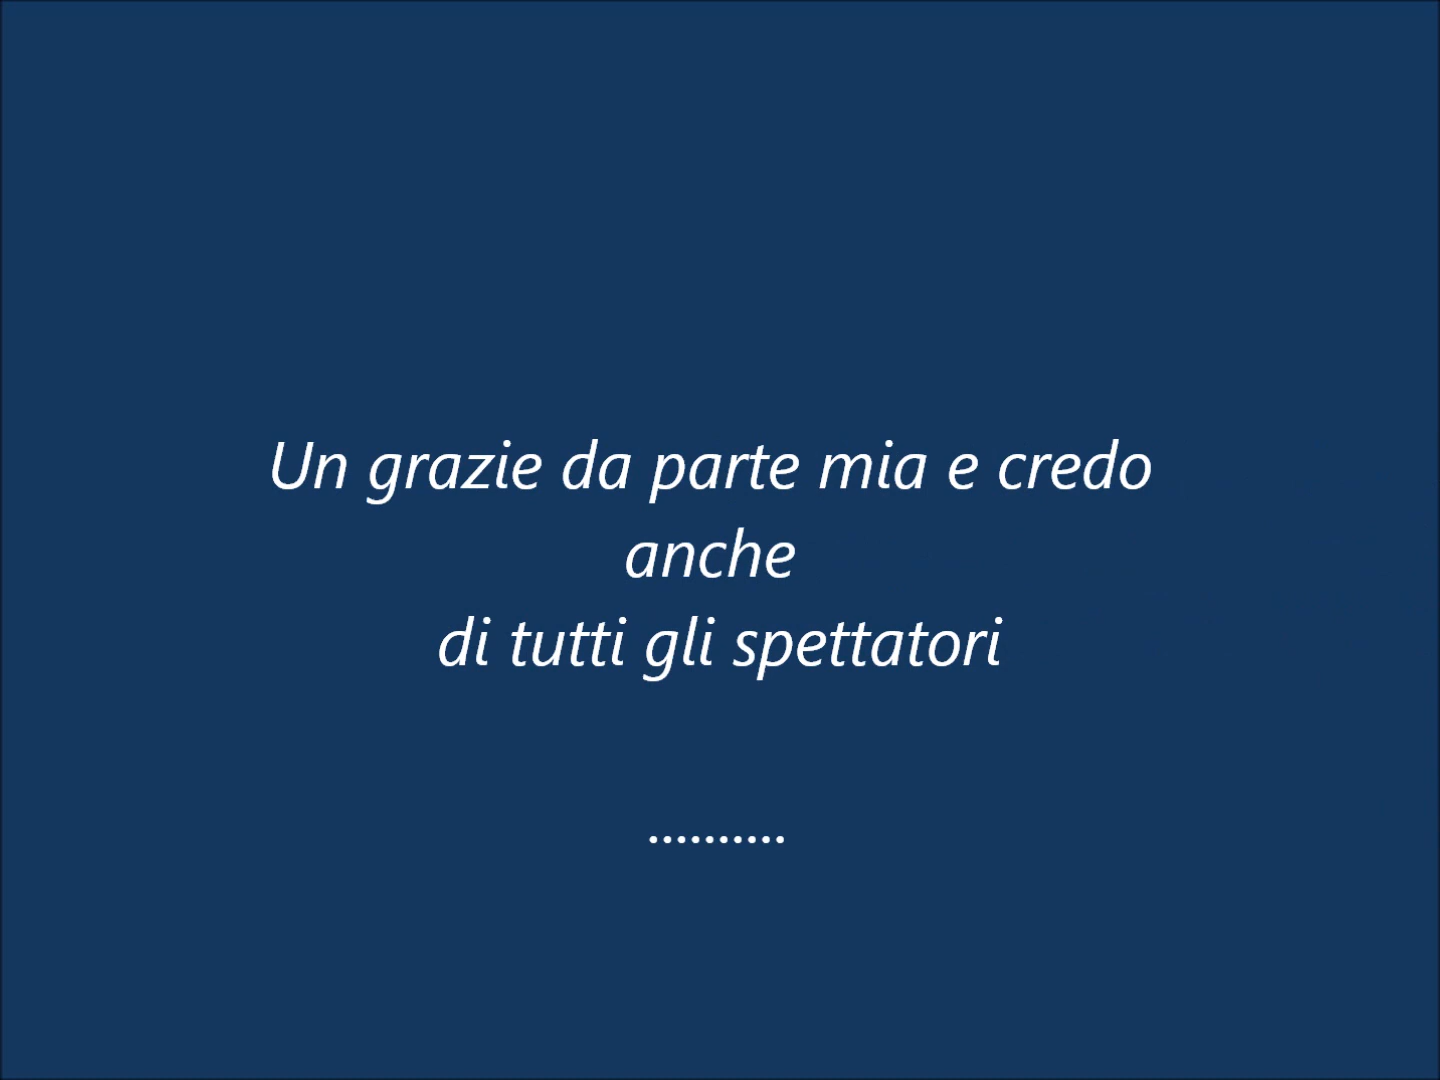 Un grazie da parte mia e credo
anche
di tutti gli spettatori
..........